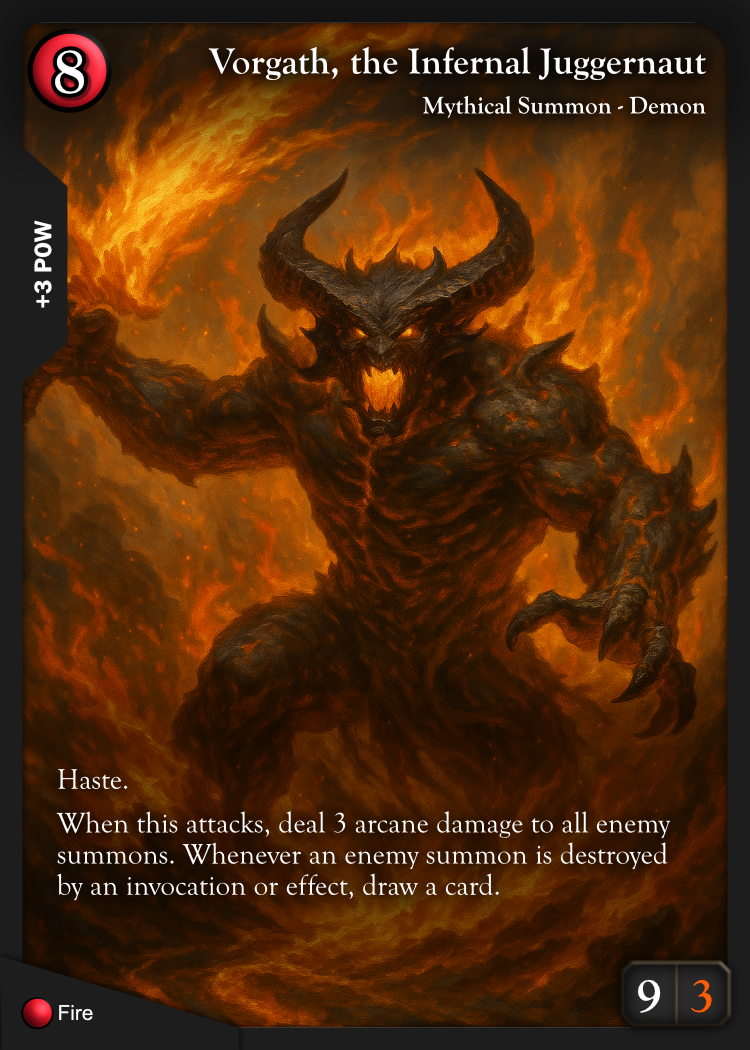 8
Vorgath, the Infernal Juggernaut
Mythical Summon - Demon
+3 POW
Haste.
When this attacks, deal 3 arcane damage to all enemy
summons. Whenever an enemy summon is destroyed
by an invocation or effect, draw a card.
Fire
9 3